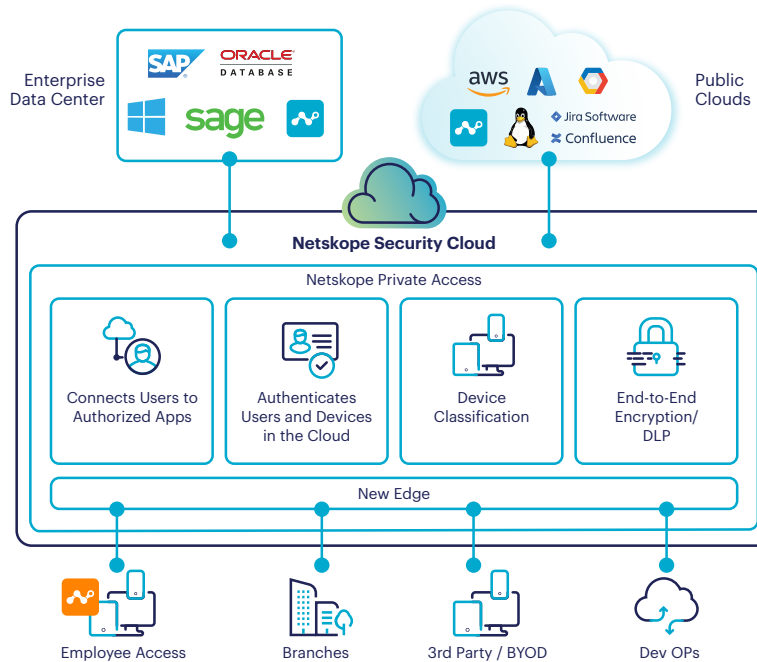 Enterprise
Data Center
SAP®
ORACLE®
DATABASE
sage
aws
Jira Software
Confluence
Public
Clouds
Netskope Security Cloud
Netskope Private Access
Connects Users to
Authorized Apps
Authenticates
Users and Devices
in the Cloud
Device
Classification
End-to-End
Encryption/
DLP
New Edge
Employee Access
Branches
3rd Party / BYOD
Dev OPs